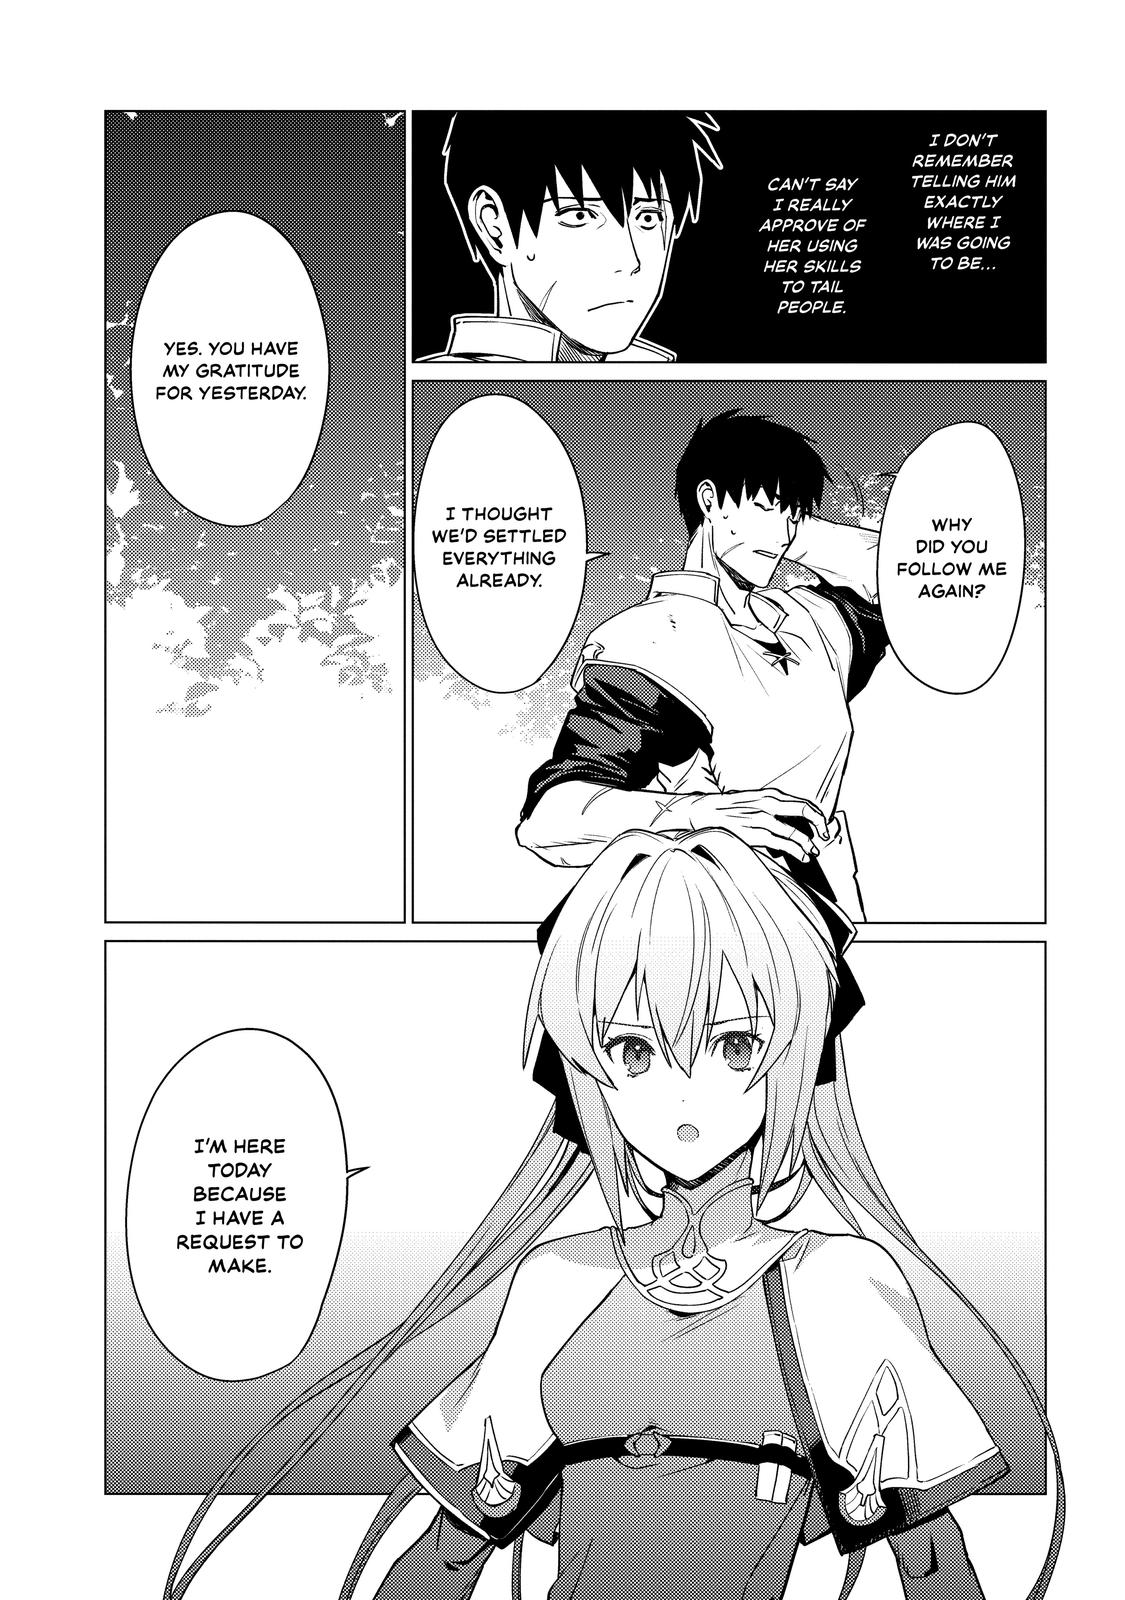 I DON'T
REMEMBER
TELLING HIM
EXACTLY
WHERE I
WAS GOING
TO BE...
CAN'T SAY
I REALLY
APPROVE OF
HER USING
HER SKILLS
TO TAIL
PEOPLE.
WHY
DID YOU
FOLLOW ME
AGAIN?
I THOUGHT
WE'D SETTLED
EVERYTHING
ALREADY.
YES. YOU HAVE
MY GRATITUDE
FOR YESTERDAY.
I'M HERE
TODAY
BECAUSE
I HAVE A
REQUEST TO
MAKE.